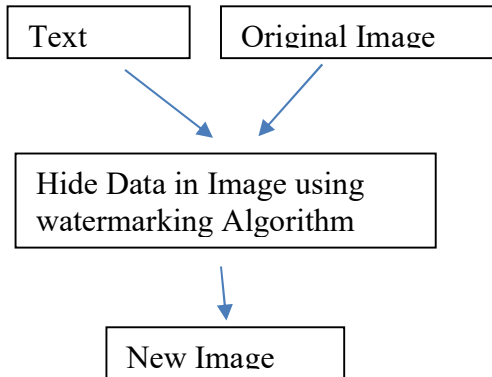 Text
Original Image
Hide Data in Image using
watermarking Algorithm
New Image